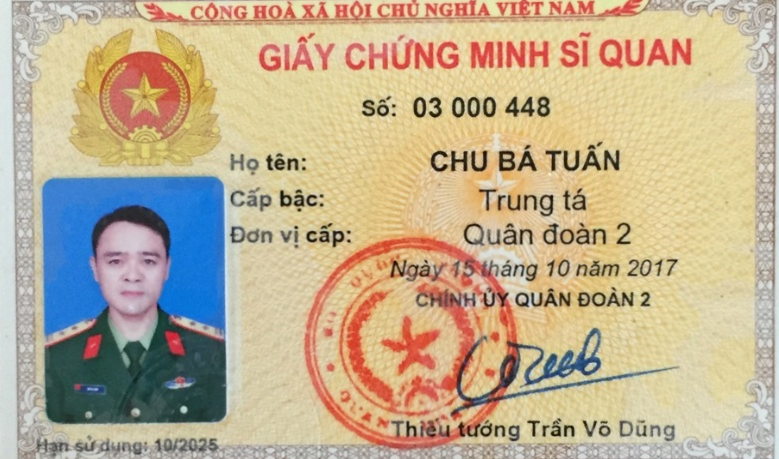 CỘNG HOÀ XÃ HỘI CHỦ NGHĨA VIỆT NAM
GIẤY CHỨNG MINH SĨ QUAN
Số: 03 000 448
Họ tên: CHU BÁ TUẤN
Cấp bậc: Trung tá
Đơn vị cấp: Quân đoàn 2
Ngày 15 tháng 10 năm 2017
CHÍNH ỦY QUÂN ĐOÀN 2
Thiếu tướng Trần Võ Dũng
Hạn sử dụng: 10/2025